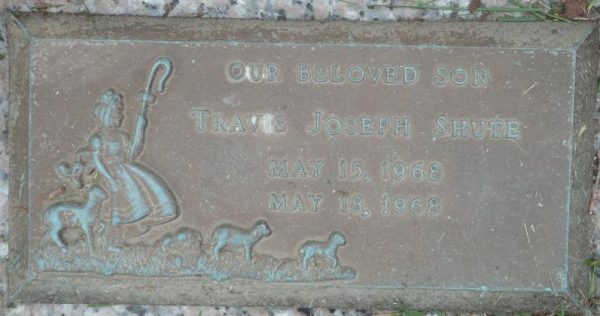 OUR BELOVED SON
TRAVIS JOSEPH SHUTE
MAY 15, 1968
MAY 18, 1968